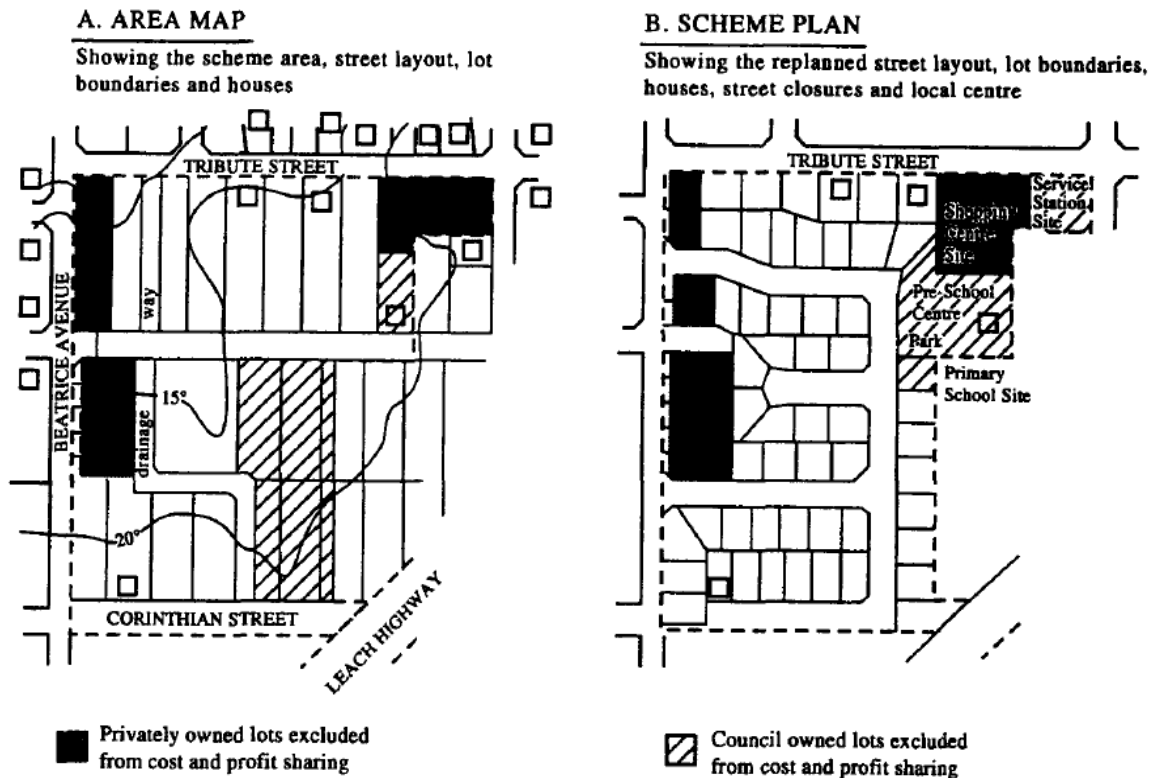 A. AREA MAP
Showing the scheme area, street layout, lot
boundaries and houses
TRIBUTE STREET
BEATRICE AVENUE
way
drainage
15°
20°
CORINTHIAN STREET
LEACH HIGHWAY
Privately owned lots excluded
from cost and profit sharing
B. SCHEME PLAN
Showing the replanned street layout, lot boundaries,
houses, street closures and local centre
TRIBUTE STREET
Service
Station
Site
Shopping
Centre
Site
Pre-School
Centre
Park
Primary
School Site
Council owned lots excluded
from cost and profit sharing